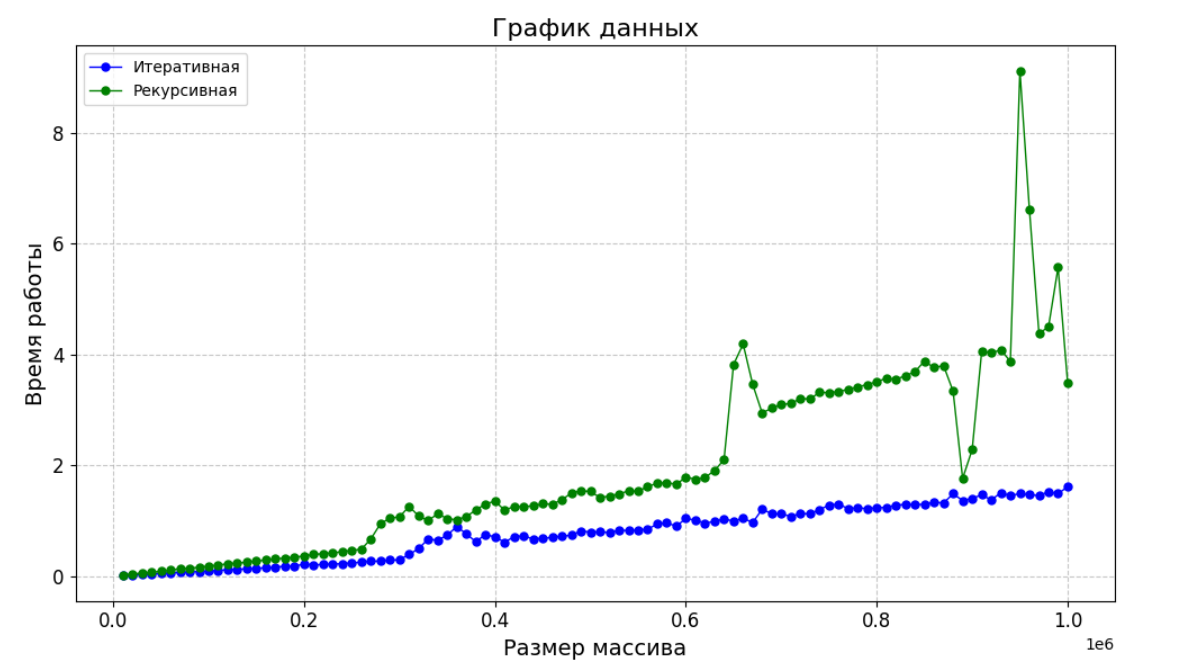 График данных
Итеративная
Рекурсивная
Время работы
8
6
4
2
0
0.0 0.2 0.4 0.6 0.8 1.0
1e6
Размер массива